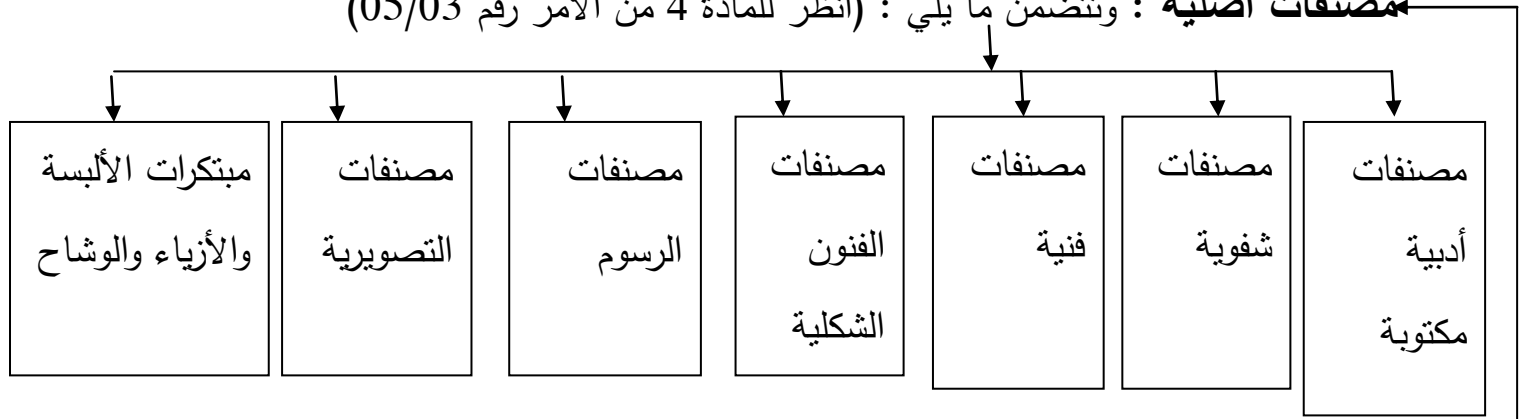 مصنفات أصلية : وتتضمن ما يلي : (أنظر للمادة 4 من الأمر رقم 05/03)
مصنفات
أدبية
مكتوبة
مصنفات
شفوية
مصنفات
فنية
مصنفات
الفنون
الشكلية
مصنفات
الرسوم
مصنفات
التصويرية
مبتكرات الألبسة
والأزياء والوشاح